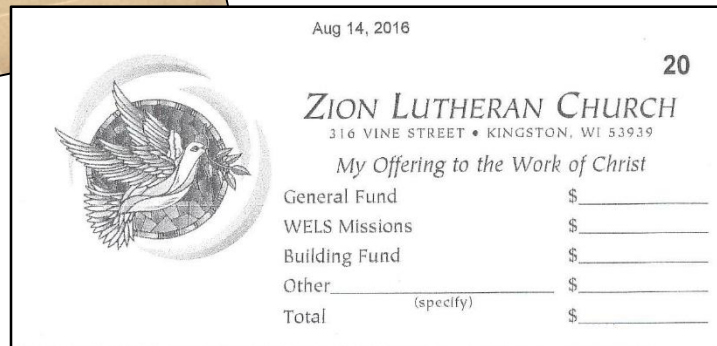 Aug 14, 2016
20
ZION LUTHERAN CHURCH
316 VINE STREET • KINGSTON, WI 53939
My Offering to the Work of Christ
General Fund $
WELS Missions $
Building Fund $
Other $
(specify)
Total $